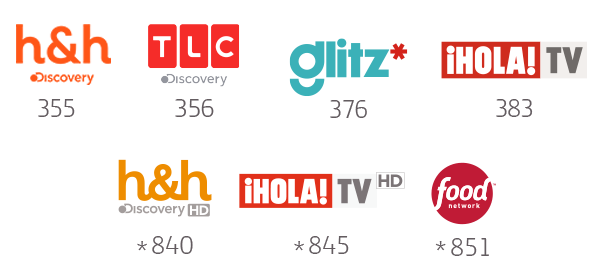 h&h
Discovery
355
TLC
Discovery
356
glitz*
376
¡HOLA! TV
383
h&h
Discovery HD
*840
¡HOLA! TV HD
*845
food
network
*851